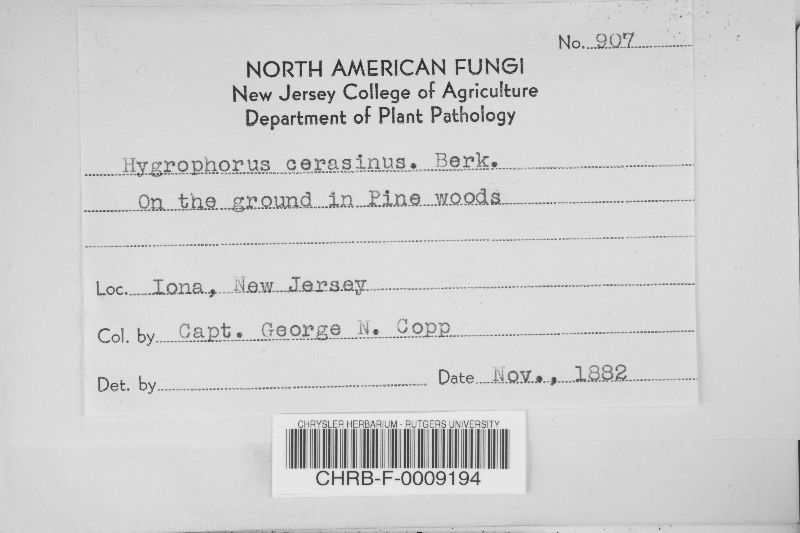 No. 907
NORTH AMERICAN FUNGI
New Jersey College of Agriculture
Department of Plant Pathology
Hygrophorus cerasinus. Berk.
On the ground in Pine woods
Loc. Iona, New Jersey
Col. by Capt. George N. Copp
Det. by
Date Nov., 1882
CHRYSLER HERBARIUM - RUTGERS UNIVERSITY
CHRB-F-0009194